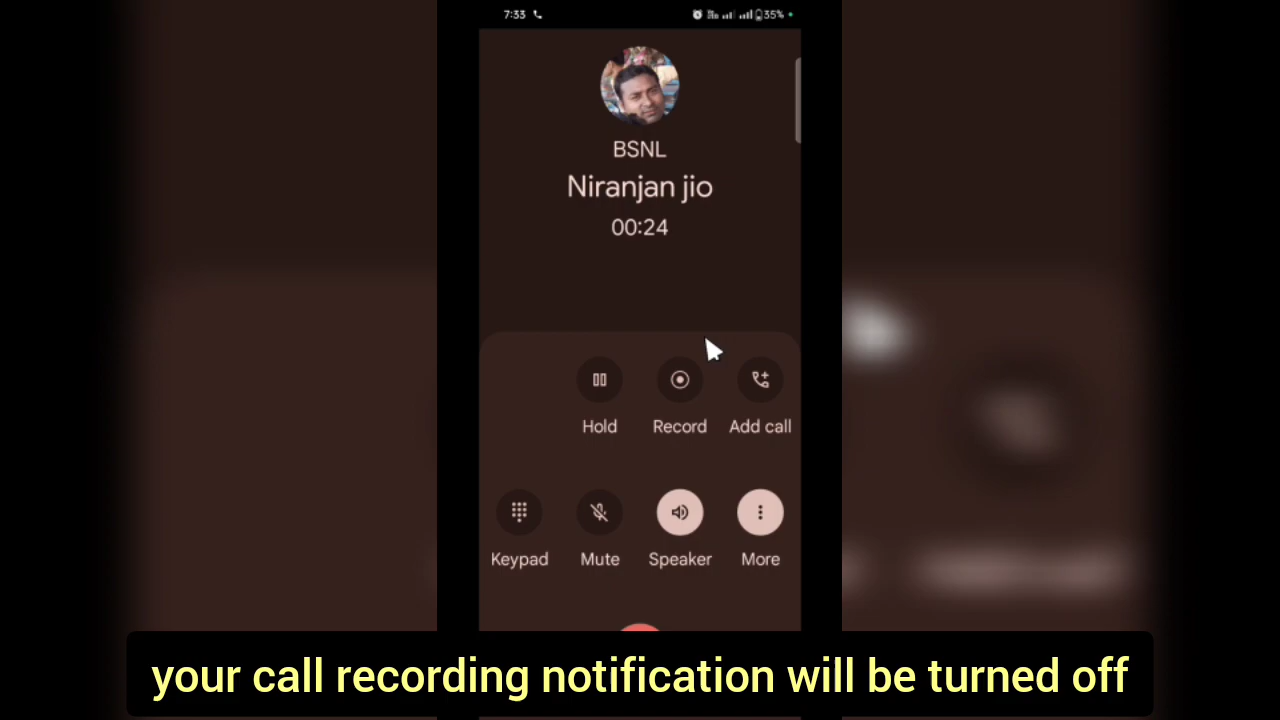 7:33 35%
BSNL
Niranjan jio
00:24
Hold Record Add call
Keypad Mute Speaker More
your call recording notification will be turned off